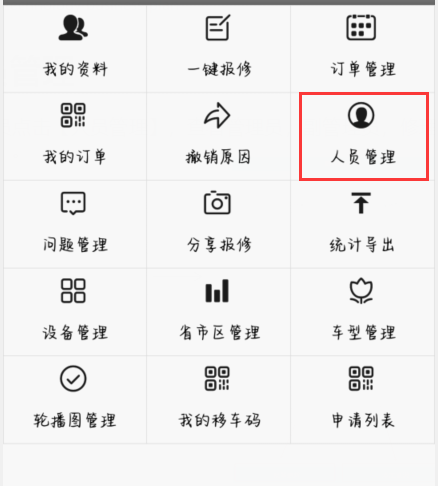 我的资料
一键报修
订单管理
我的订单
撤销原因
人员管理
问题管理
分享报修
统计导出
设备管理
省市区管理
车型管理
轮播图管理
我的移车码
申请列表